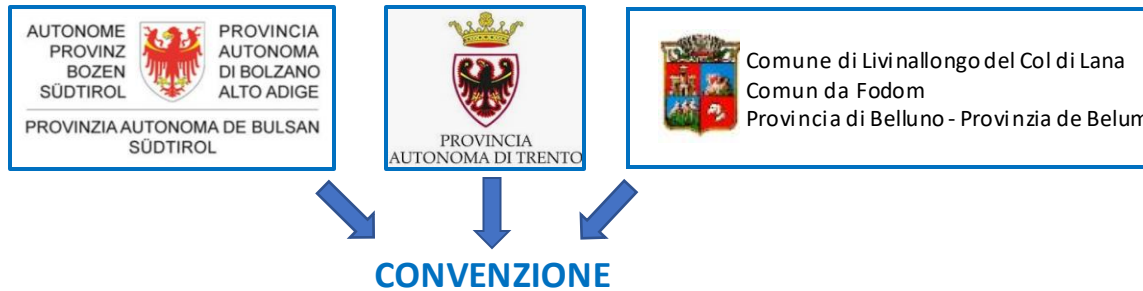 AUTONOME
PROVINZ
BOZEN
SÜDTIROL
PROVINCIA
AUTONOMA
DI BOLZANO
ALTO ADIGE
PROVINZIA AUTONOMA DE BULSAN
SÜDTIROL
PROVINCIA
AUTONOMA DI TRENTO
Comune di Livinallongo del Col di Lana
Comun da Fodom
Provincia di Belluno - Provinzia de Belum
CONVENZIONE